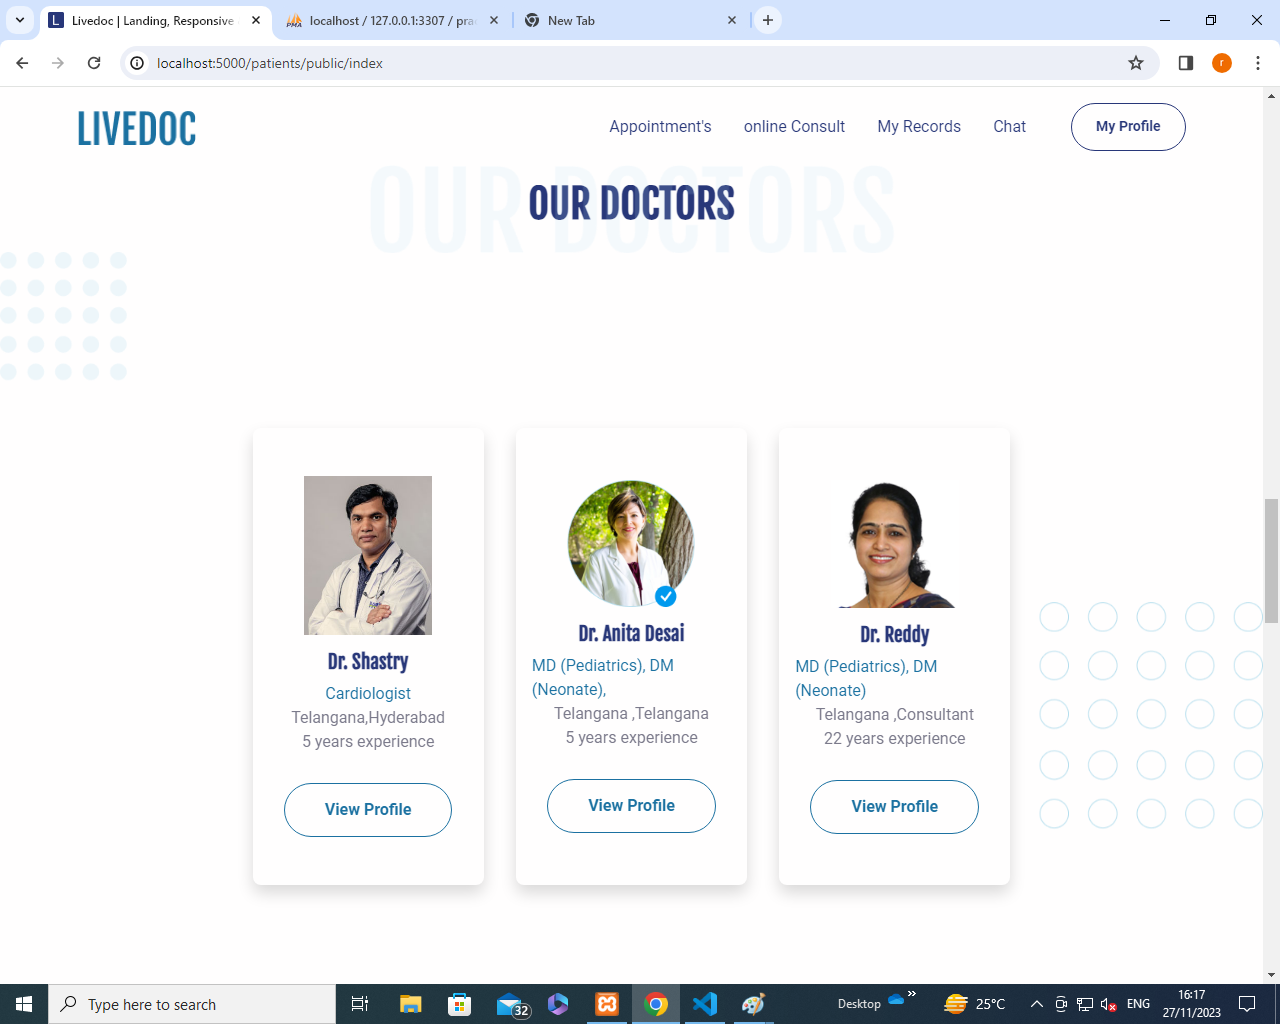 Livedoc | Landing, Responsive
localhost / 127.0.0.1:3307 / pra
New Tab
localhost:5000/patients/public/index
r
LIVEDOC
Appointment's
online Consult
My Records
Chat
My Profile
OUR DOCTORS
OUR DOCTORS
Dr. Shastry
Cardiologist
Telangana,Hyderabad
5 years experience
View Profile
Dr. Anita Desai
MD (Pediatrics), DM
(Neonate),
Telangana ,Telangana
5 years experience
View Profile
Dr. Reddy
MD (Pediatrics), DM
(Neonate)
Telangana ,Consultant
22 years experience
View Profile
Type here to search
32
Desktop
25°C
ENG
16:17
27/11/2023